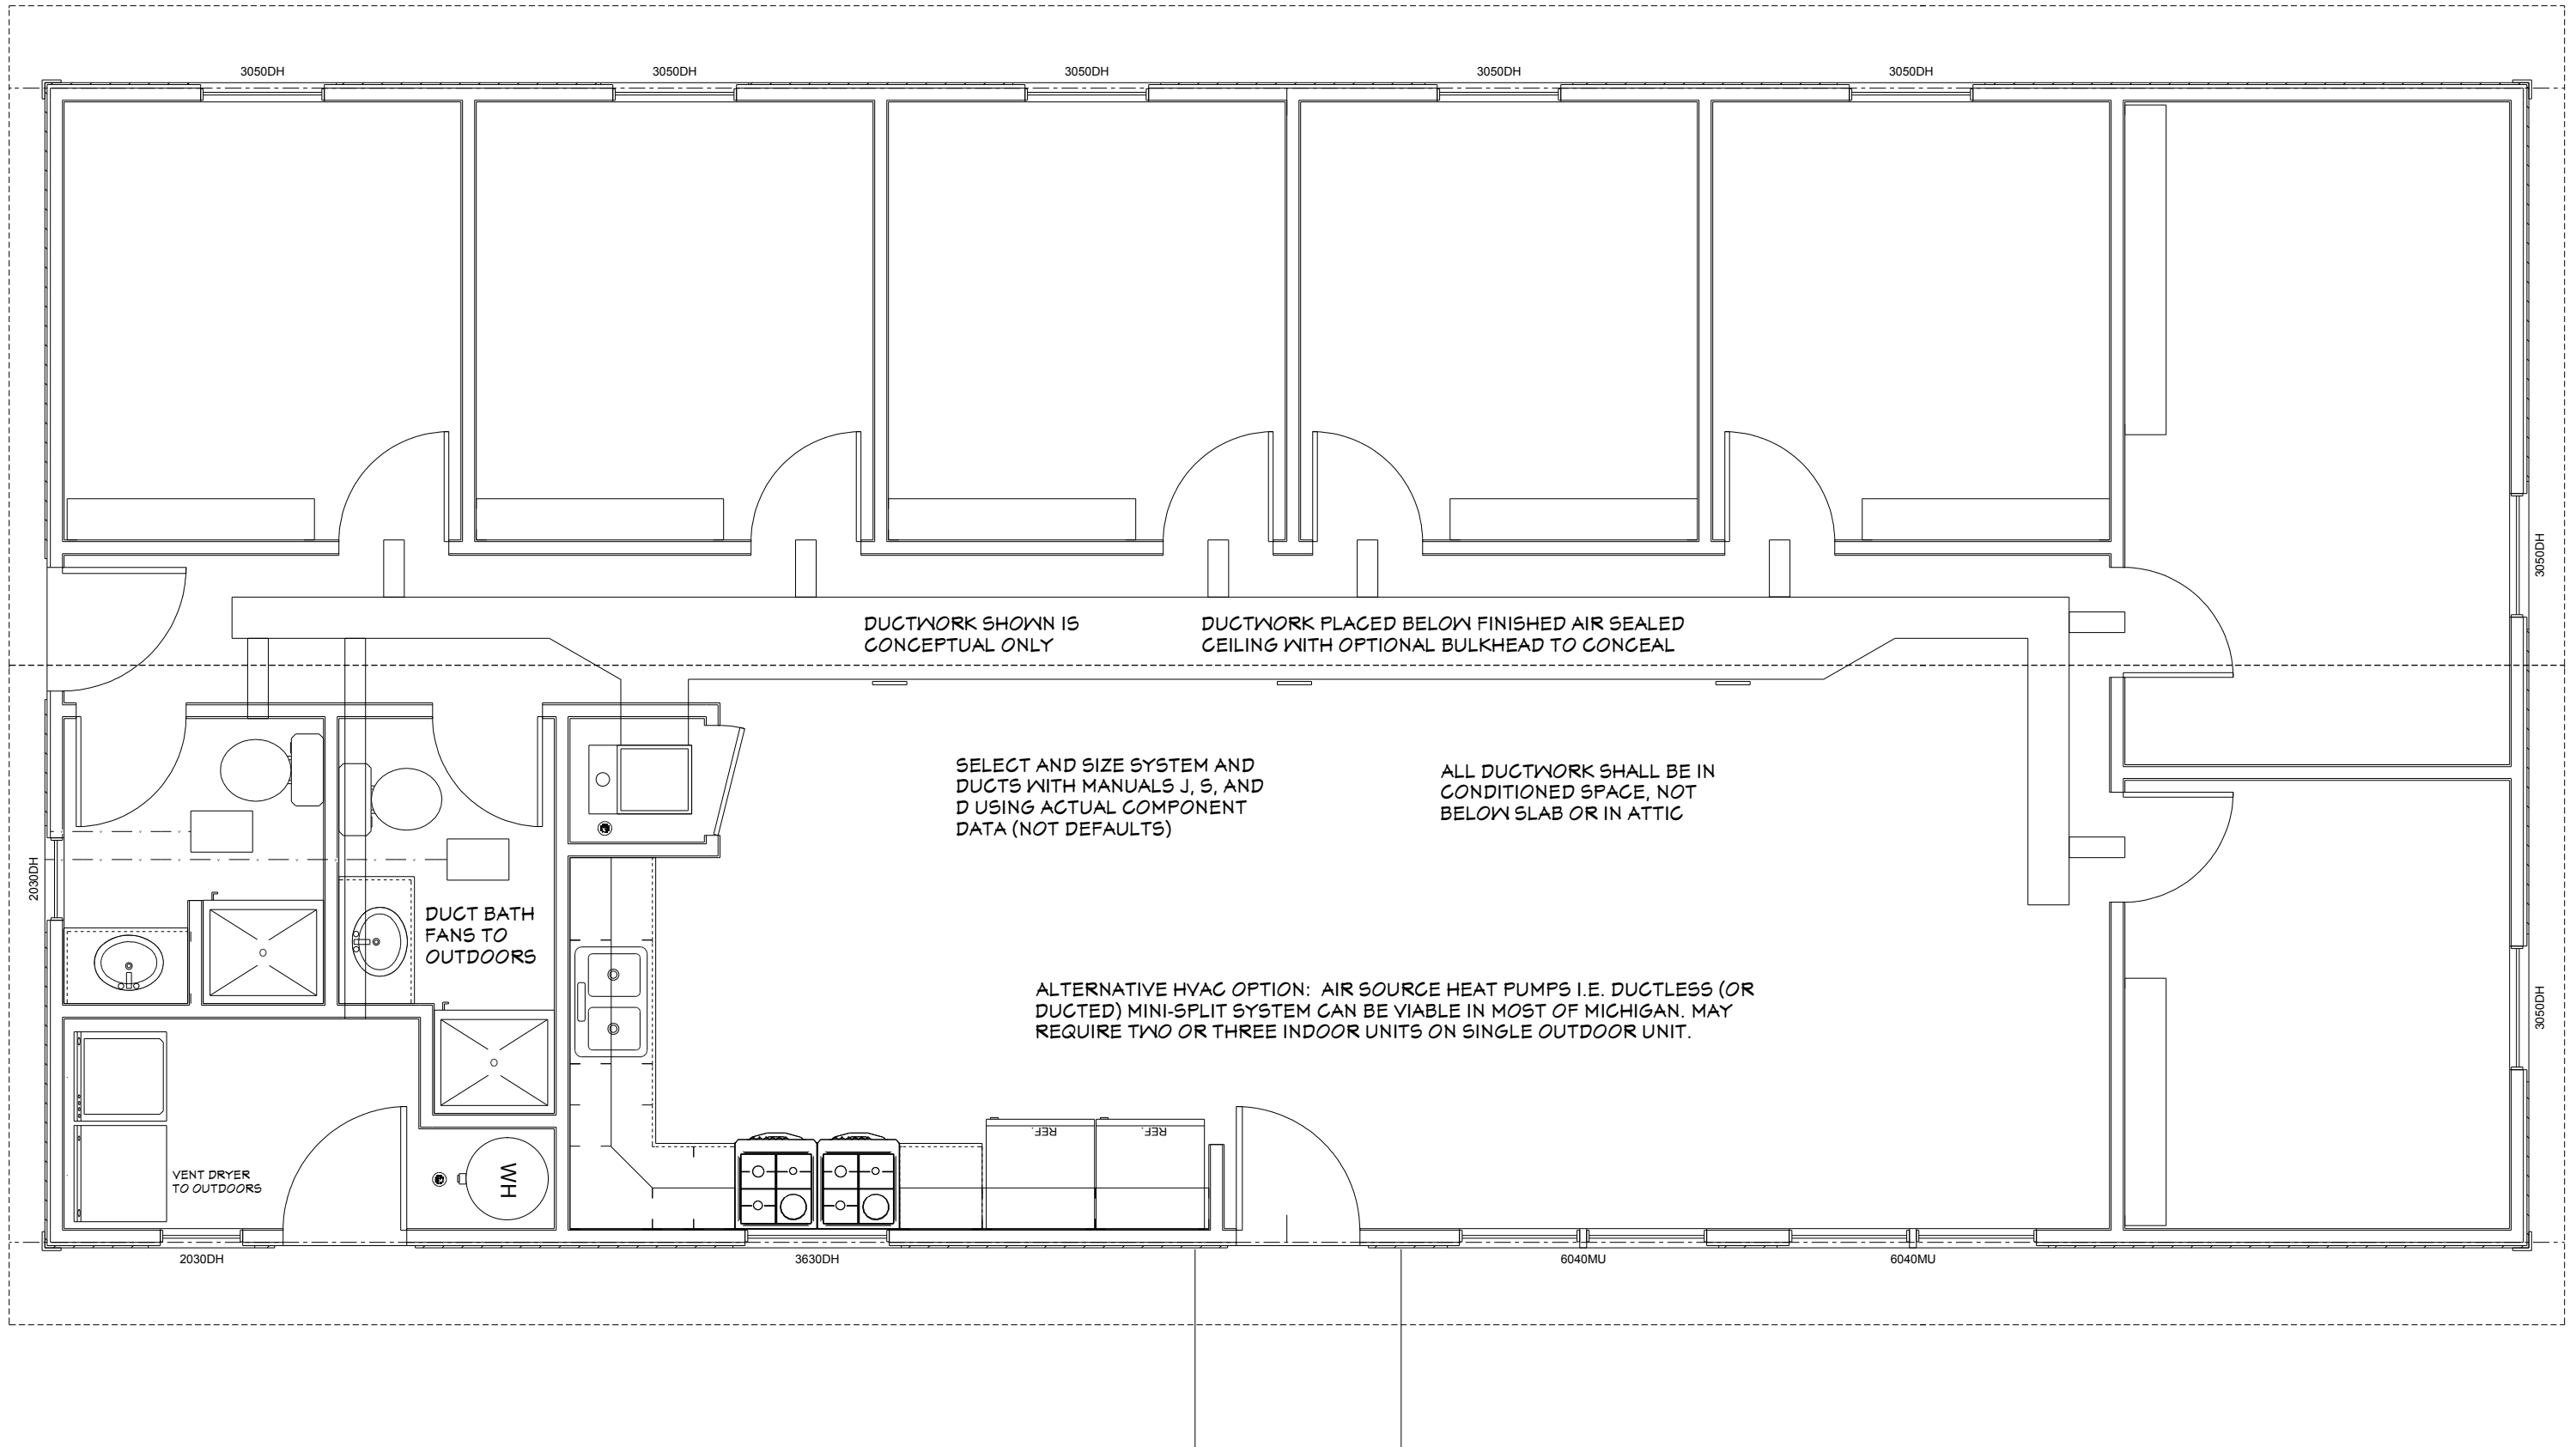 3050DH
3050DH
3050DH
3050DH
3050DH
3050DH
DUCTWORK SHOWN IS
CONCEPTUAL ONLY
DUCTWORK PLACED BELOW FINISHED AIR SEALED
CEILING WITH OPTIONAL BULKHEAD TO CONCEAL
SELECT AND SIZE SYSTEM AND
DUCTS WITH MANUALS J, S, AND
D USING ACTUAL COMPONENT
DATA (NOT DEFAULTS)
ALL DUCTWORK SHALL BE IN
CONDITIONED SPACE, NOT
BELOW SLAB OR IN ATTIC
2030DH
DUCT BATH
FANS TO
OUTDOORS
ALTERNATIVE HVAC OPTION: AIR SOURCE HEAT PUMPS I.E. DUCTLESS (OR
DUCTED) MINI-SPLIT SYSTEM CAN BE VIABLE IN MOST OF MICHIGAN. MAY
REQUIRE TWO OR THREE INDOOR UNITS ON SINGLE OUTDOOR UNIT.
3050DH
REF.
REF.
VENT DRYER
TO OUTDOORS
WH
2030DH
3630DH
6040MU
6040MU